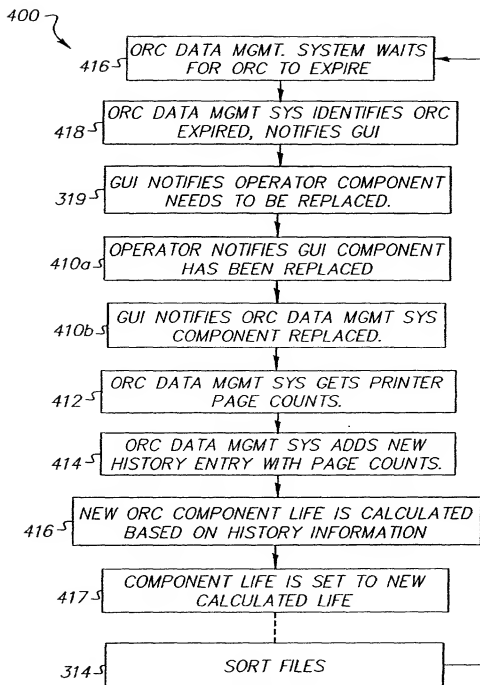 400
416
ORC DATA MGMT. SYSTEM WAITS
FOR ORC TO EXPIRE
418
ORC DATA MGMT SYS IDENTIFIES ORC
EXPIRED, NOTIFIES GUI
319
GUI NOTIFIES OPERATOR COMPONENT
NEEDS TO BE REPLACED.
410a
OPERATOR NOTIFIES GUI COMPONENT
HAS BEEN REPLACED
410b
GUI NOTIFIES ORC DATA MGMT SYS
COMPONENT REPLACED.
412
ORC DATA MGMT SYS GETS PRINTER
PAGE COUNTS.
414
ORC DATA MGMT SYS ADDS NEW
HISTORY ENTRY WITH PAGE COUNTS.
416
NEW ORC COMPONENT LIFE IS CALCULATED
BASED ON HISTORY INFORMATION
417
COMPONENT LIFE IS SET TO NEW
CALCULATED LIFE
314
SORT FILES